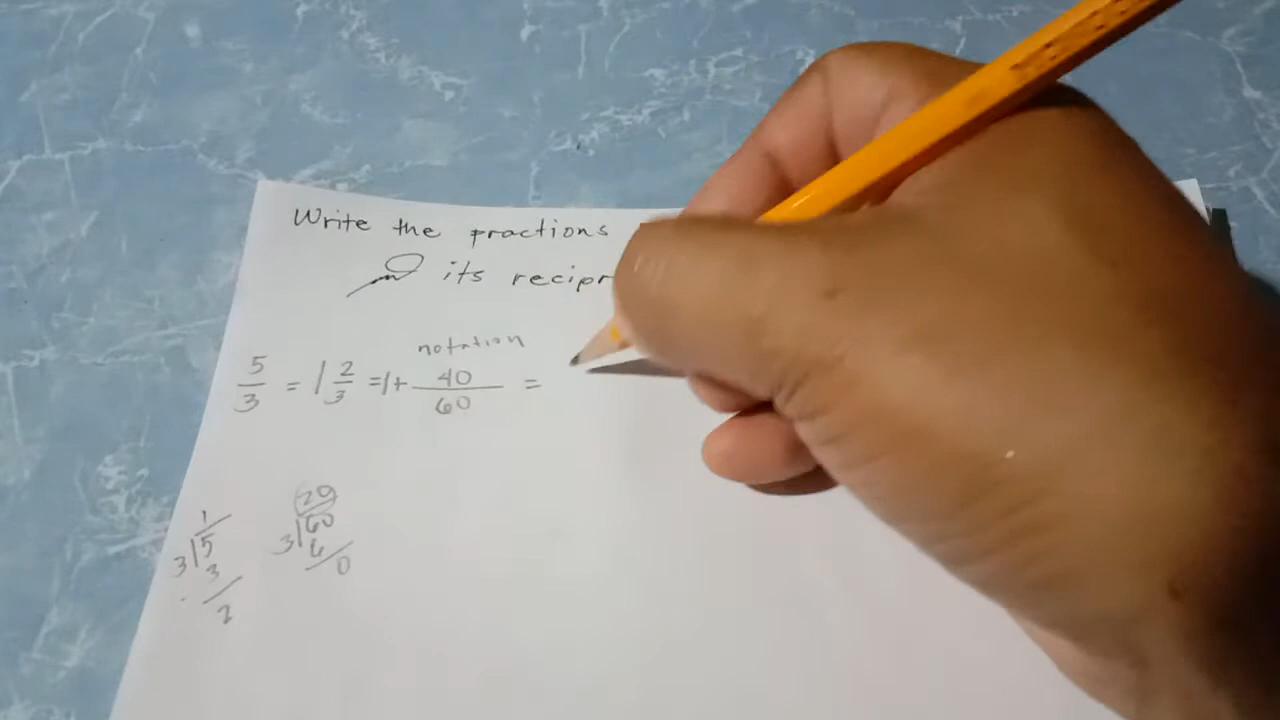 Write the practions
its recipr
notation
5/3 = 1 2/3 = 1 + 40/60 =
1
3 5
3
2
20
3 60
6
0